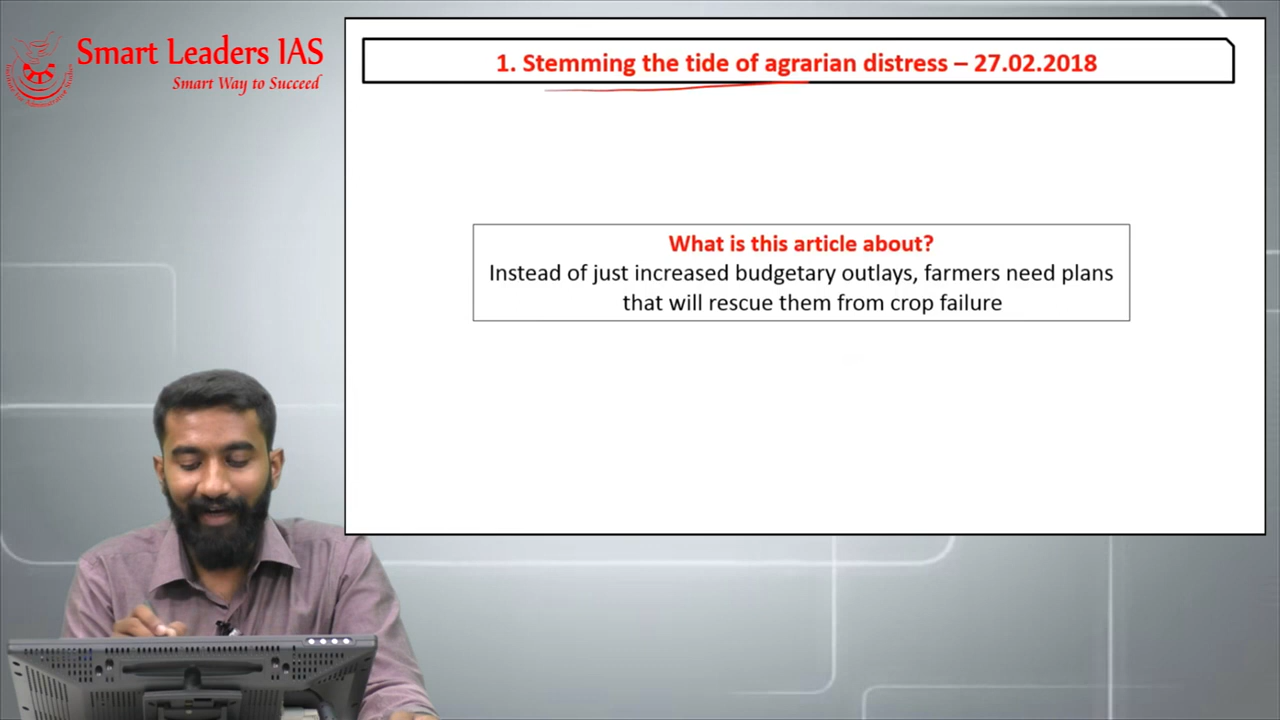 Smart Leaders IAS
Smart Way to Succeed
1. Stemming the tide of agrarian distress – 27.02.2018
What is this article about?
Instead of just increased budgetary outlays, farmers need plans
that will rescue them from crop failure